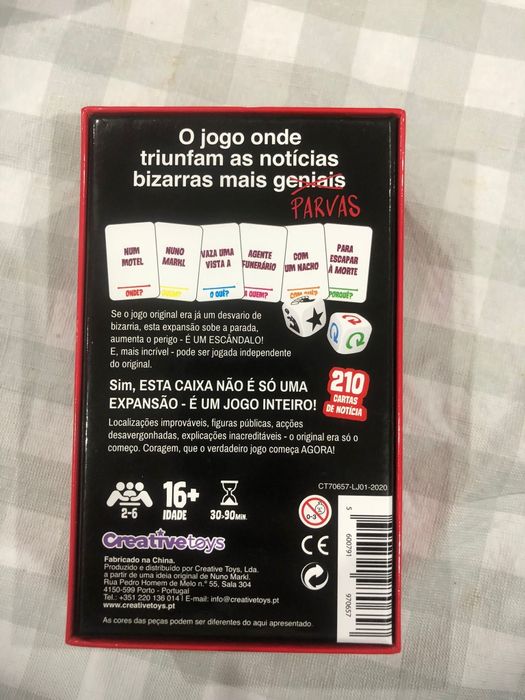 O jogo onde
triunfam as notícias
bizarras mais geniais
PARVAS
NUM
MOTEL
ONDE?
NUNO
MARKL
QUEM?
VAZA UMA
VISTA A
O QUÊ?
AGENTE
FUNERÁRIO
A QUEM?
COM
UM NACHO
COM QUÊ?
PARA
ESCAPAR
À MORTE
PORQUÊ?
Se o jogo original era já um desvario de
bizarria, esta expansão sobe a parada,
aumenta o perigo - É UM ESCÂNDALO!
E, mais incrível - pode ser jogada independente
do original.
Sim, ESTA CAIXA NÃO É SÓ UMA
EXPANSÃO - É UM JOGO INTEIRO!
210
CARTAS
DE NOTÍCIA
Localizações improváveis, figuras públicas, acções
desavergonhadas, explicações inacreditáveis - o original era só o
começo. Coragem, que o verdadeiro jogo começa AGORA!
CT70657-LJ01-2020
2-6
16+
IDADE
30-90MIN.
0-3
CE
Creativetoys
Fabricado na China.
Produzido e distribuído por Creative Toys, Lda.
a partir de uma ideia original de Nuno Markl.
Rua Pedro Homem de Melo n.º 55, Sala 304
4150-599 Porto - Portugal
Tel.: +351 220 136 014 | E-mail: info@creativetoys.pt
www.creativetoys.pt
As cores das peças podem ser diferentes do aqui apresentado.
5 600791 970657